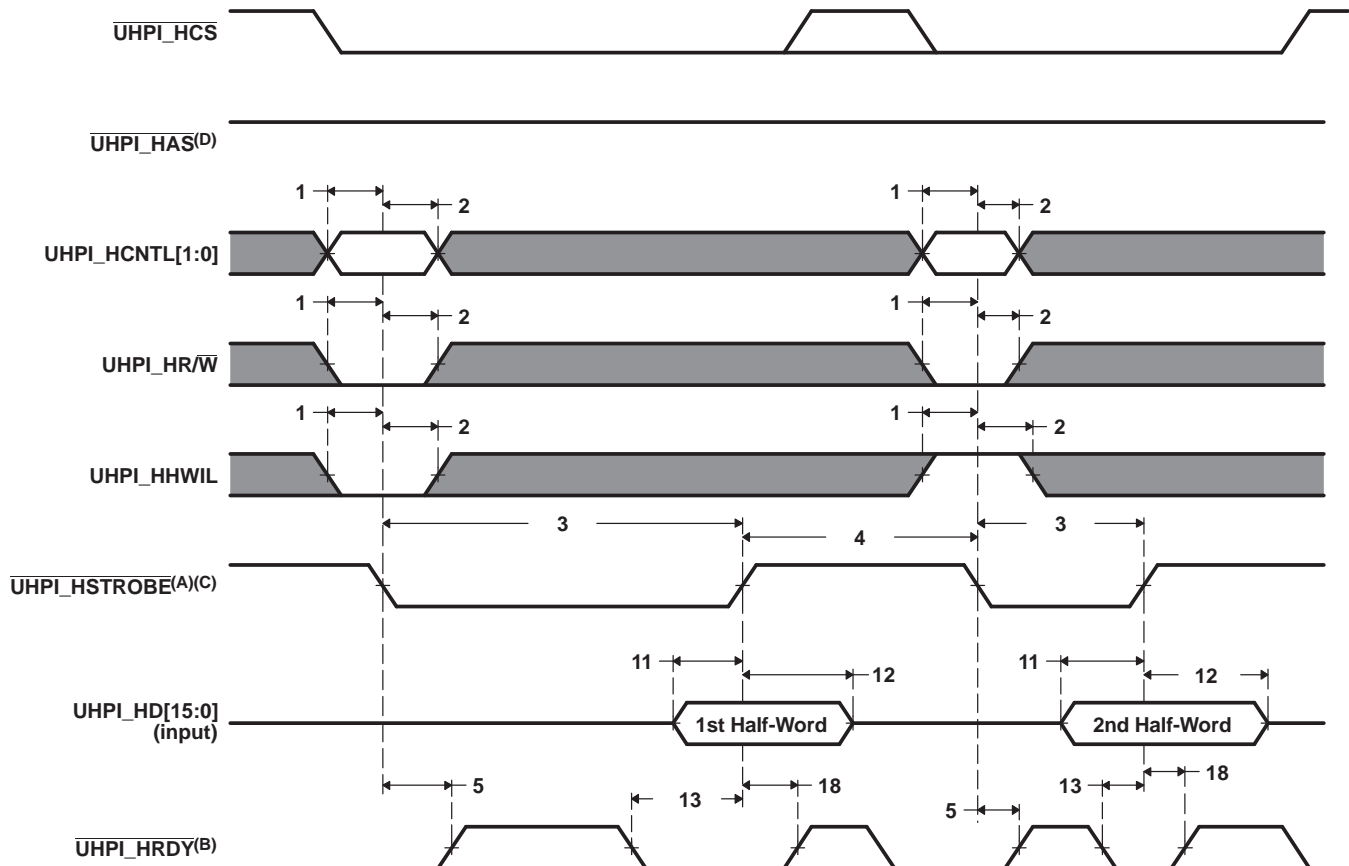 UHPI_HCS
UHPI_HAS(D)
1
2
1
2
UHPI_HCNTL[1:0]
1
2
1
2
UHPI_HR/W
1
2
1
2
UHPI_HHWIL
3
4
3
UHPI_HSTROBE(A)(C)
11
12
11
12
UHPI_HD[15:0]
(input)
1st Half-Word
2nd Half-Word
5
13
18
5
13
18
UHPI_HRDY(B)